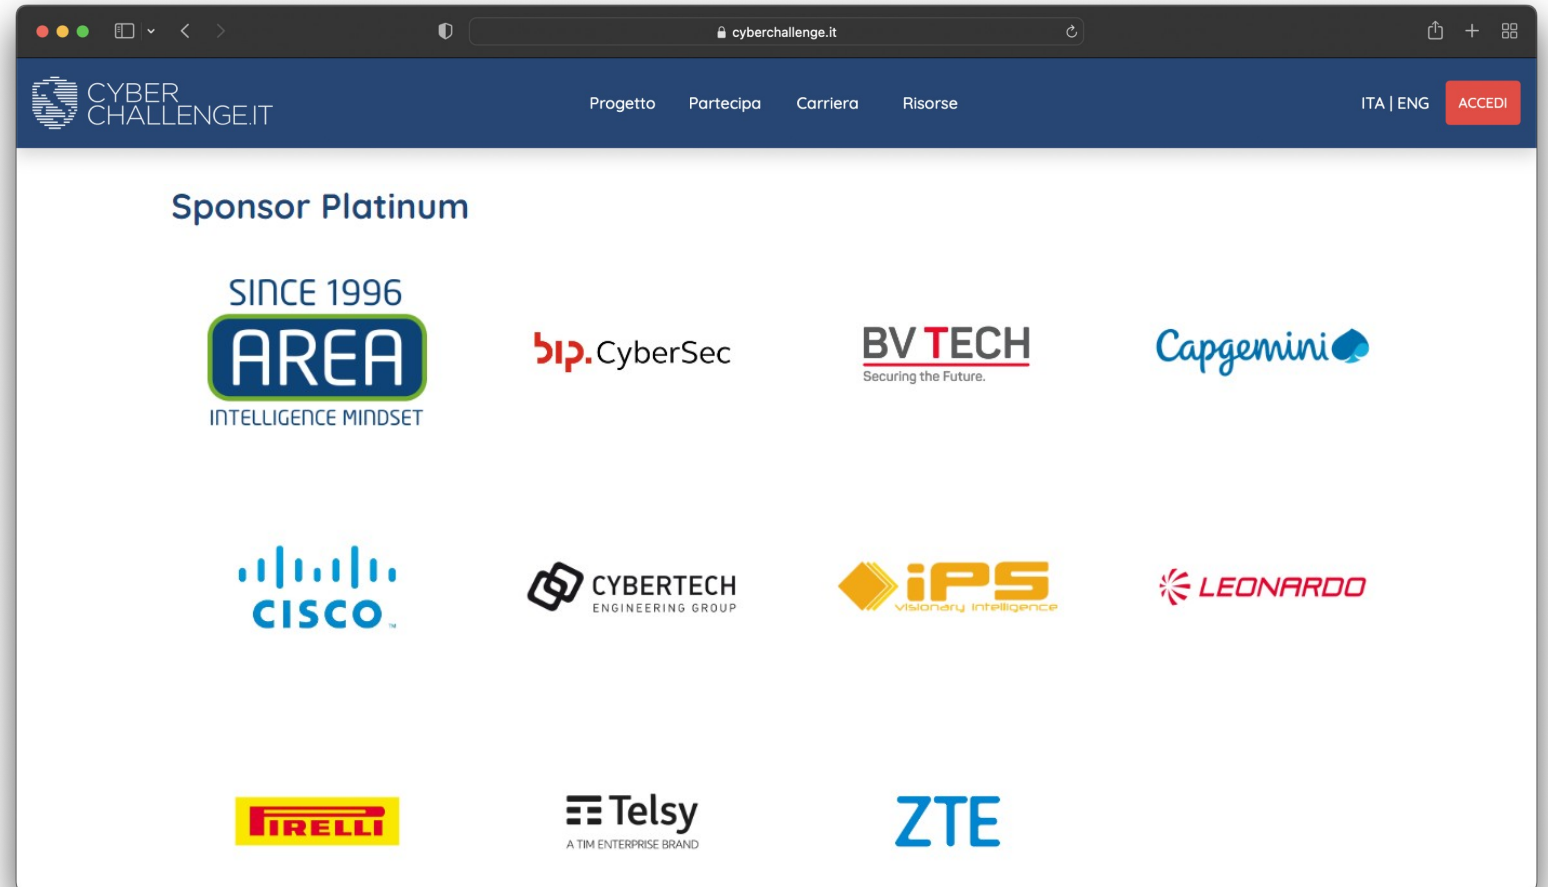 cyberchallenge.it
CYBER
CHALLENGE.IT
Progetto Partecipa Carriera Risorse
ITA | ENG ACCEDI
Sponsor Platinum
SINCE 1996
AREA
INTELLIGENCE MINDSET
bip.CyberSec
BV TECH
Securing the Future.
Capgemini
CISCO™
CYBERTECH
ENGINEERING GROUP
iPS
visionary intelligence
LEONARDO
PIRELLI
Telsy
A TIM ENTERPRISE BRAND
ZTE